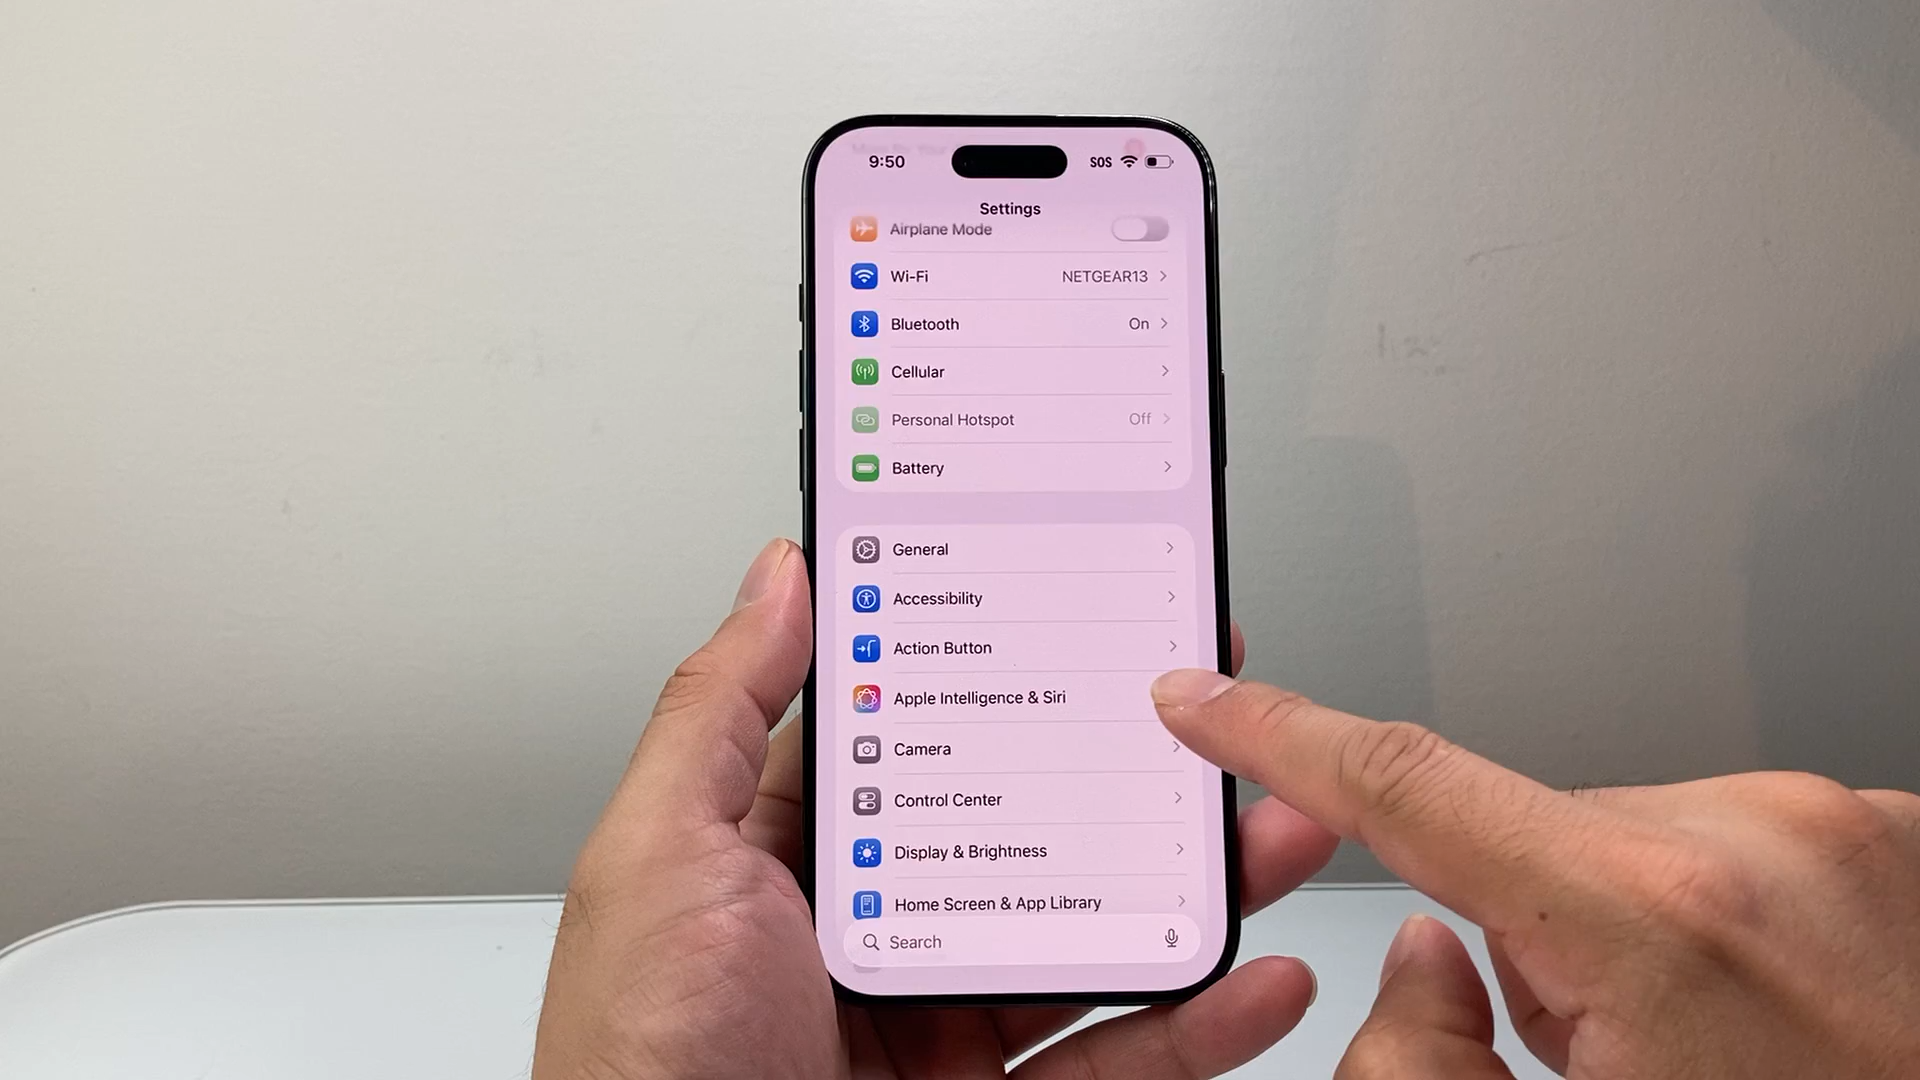 9:50 SOS
Settings
Airplane Mode
Wi-Fi NETGEAR13
Bluetooth On
Cellular
Personal Hotspot Off
Battery
General
Accessibility
Action Button
Apple Intelligence & Siri
Camera
Control Center
Display & Brightness
Home Screen & App Library
Search